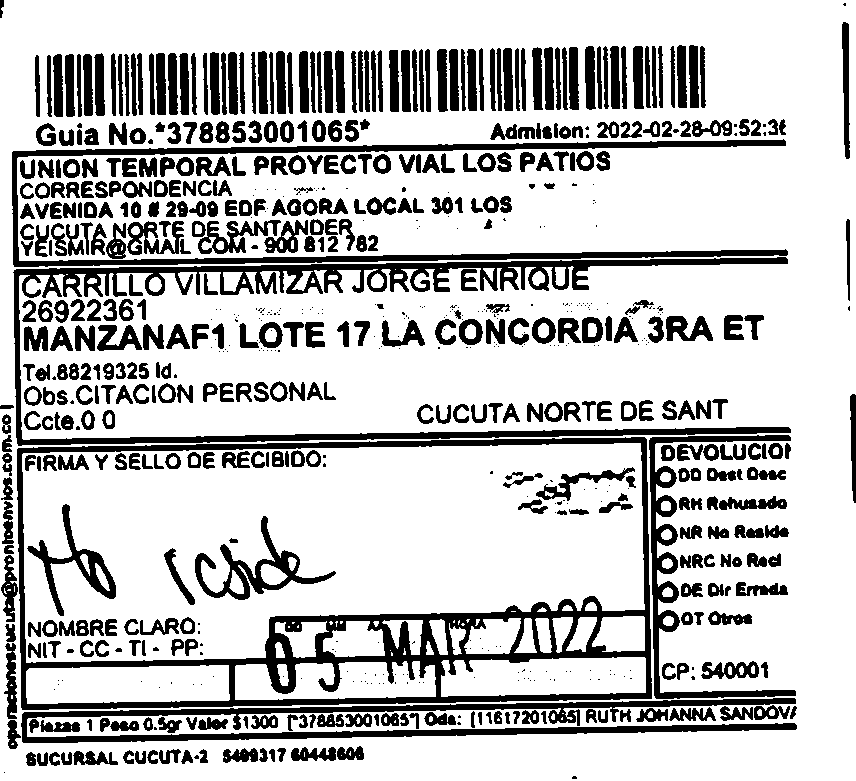 Guia No.*378853001065*
Admision: 2022-02-28-09:52:36
UNION TEMPORAL PROYECTO VIAL LOS PATIOS
CORRESPONDENCIA
AVENIDA 10 # 29-09 EDF AGORA LOCAL 301 LOS
CUCUTA NORTE DE SANTANDER
YEISMIR@GMAIL COM - 900 812 782
CARRILLO VILLAMIZAR JORGE ENRIQUE
26922361
MANZANAF1 LOTE 17 LA CONCORDIA 3RA ET
Tel.88219325 Id.
Obs.CITACION PERSONAL
Ccte.0 0
CUCUTA NORTE DE SANT
FIRMA Y SELLO DE RECIBIDO:
No reside
NOMBRE CLARO:
NIT - CC - TI - PP:
DD MM AA HORA
05 MAR 2022
DEVOLUCION
DD Dest Desc
RH Rehusado
NR No Reside
NRC No Recl
DE Dir Errada
OT Otros
CP: 540001
Piezas 1 Peso 0.5gr Valor $1300 [*378853001065*] Oda: [11617201065] RUTH JOHANNA SANDOVA
SUCURSAL CUCUTA-2 5499317 60448606
operacionescucuta@prontoenvios.com.co |